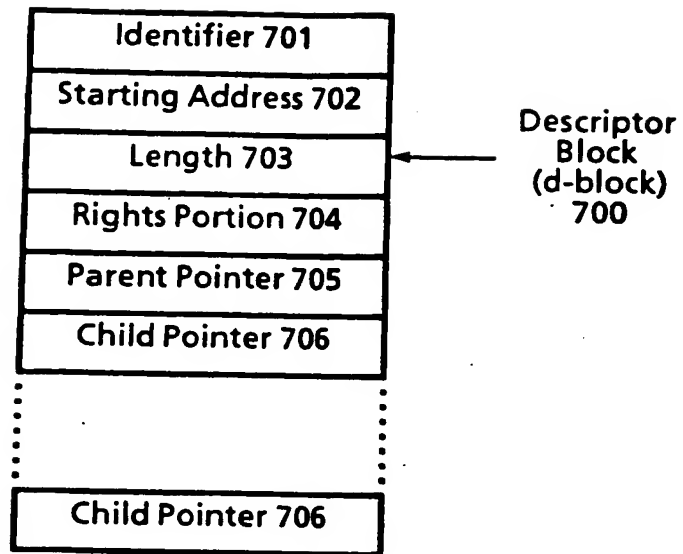 Identifier 701
Starting Address 702
Length 703
Rights Portion 704
Parent Pointer 705
Child Pointer 706
Child Pointer 706
Descriptor
Block
(d-block)
700